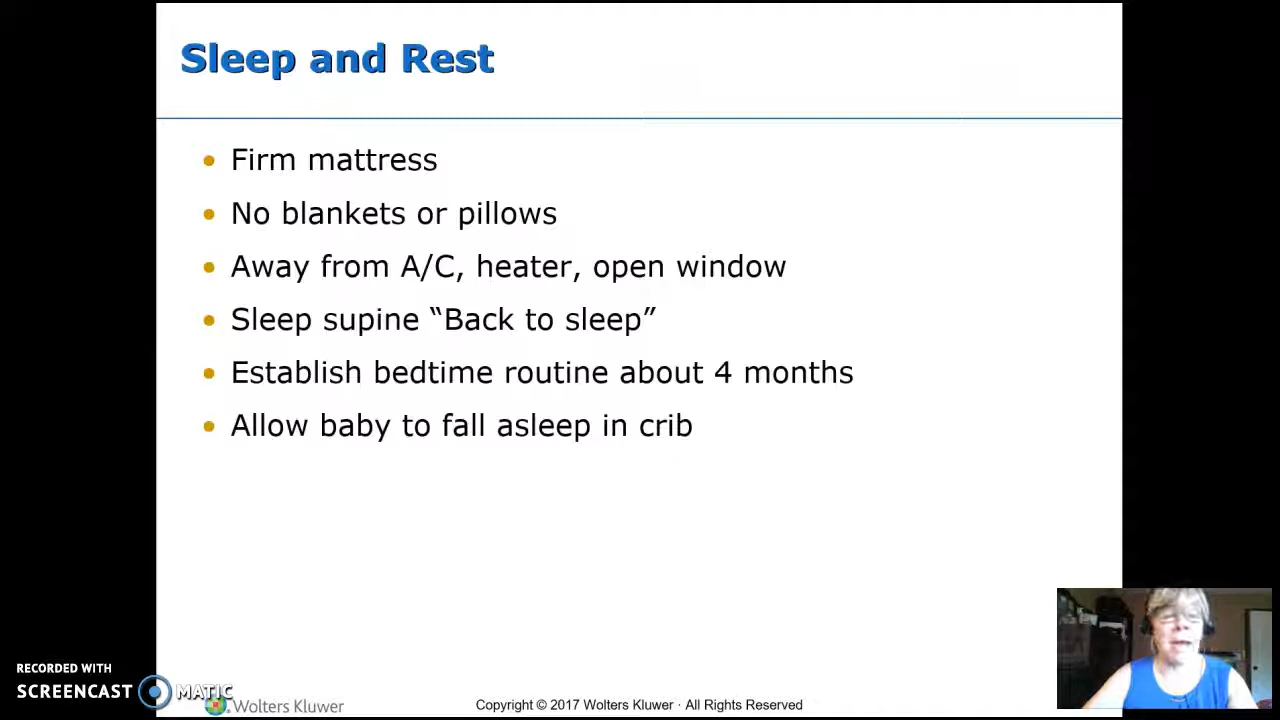 Sleep and Rest
Firm mattress
No blankets or pillows
Away from A/C, heater, open window
Sleep supine “Back to sleep”
Establish bedtime routine about 4 months
Allow baby to fall asleep in crib
RECORDED WITH
SCREENCAST MATIC
Wolters Kluwer
Copyright © 2017 Wolters Kluwer · All Rights Reserved